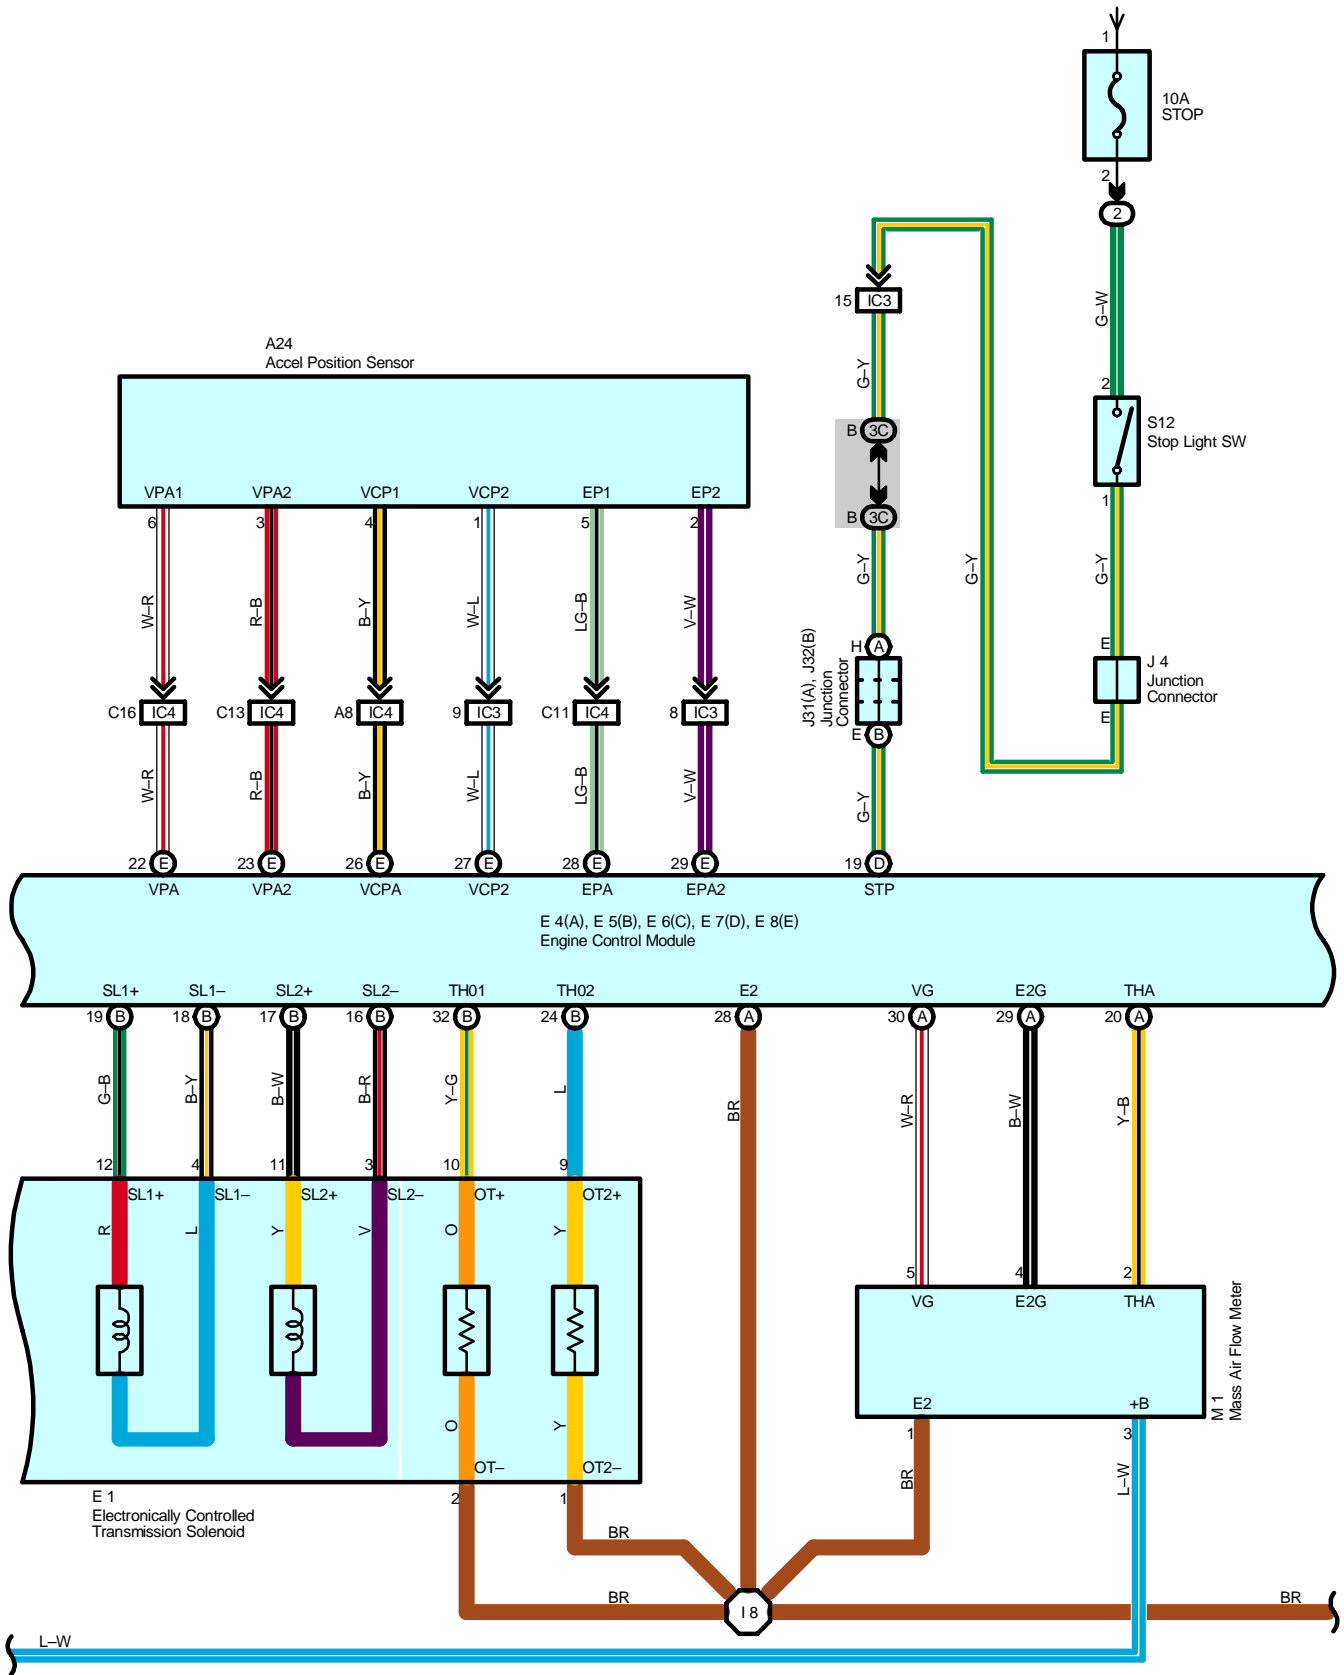 1
10A
STOP
2
2
G–W
15 IC3
A24
Accel Position Sensor
G–Y
2
S12
Stop Light SW
B 3C
VPA1 VPA2 VCP1 VCP2 EP1 EP2
1
6 3 4 1 5 2
B 3C
W–R R–B B–Y W–L LG–B V–W G–Y G–Y G–Y
H A
E
J31(A), J32(B)
Junction
Connector
J 4
Junction
Connector
C16 IC4 C13 IC4 A8 IC4 9 IC3 C11 IC4 8 IC3
E
E B
W–R R–B B–Y W–L LG–B V–W G–Y
22 E 23 E 26 E 27 E 28 E 29 E 19 D
VPA VPA2 VCPA VCP2 EPA EPA2 STP
E 4(A), E 5(B), E 6(C), E 7(D), E 8(E)
Engine Control Module
SL1+ SL1– SL2+ SL2– TH01 TH02 E2 VG E2G THA
19 B 18 B 17 B 16 B 32 B 24 B 28 A 30 A 29 A 20 A
G–B B–Y B–W B–R Y–G L BR W–R B–W Y–B
12 4 11 3 10 9
SL1+ SL1– SL2+ SL2– OT+ OT2+
R L Y V O Y
5 4 2
VG E2G THA
M 1
Mass Air Flow Meter
E2 +B
O Y
1 3
OT– OT2–
BR L–W
2 1
E 1
Electronically Controlled
Transmission Solenoid
BR
BR I 8 BR
L–W